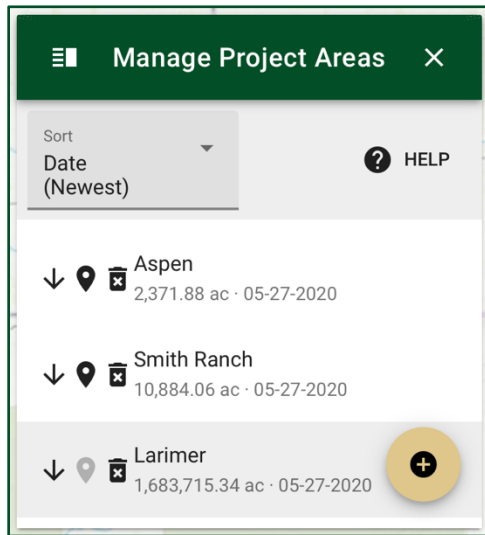 Manage Project Areas
Sort
Date
(Newest)
HELP
Aspen
2,371.88 ac · 05-27-2020
Smith Ranch
10,884.06 ac · 05-27-2020
Larimer
1,683,715.34 ac · 05-27-2020